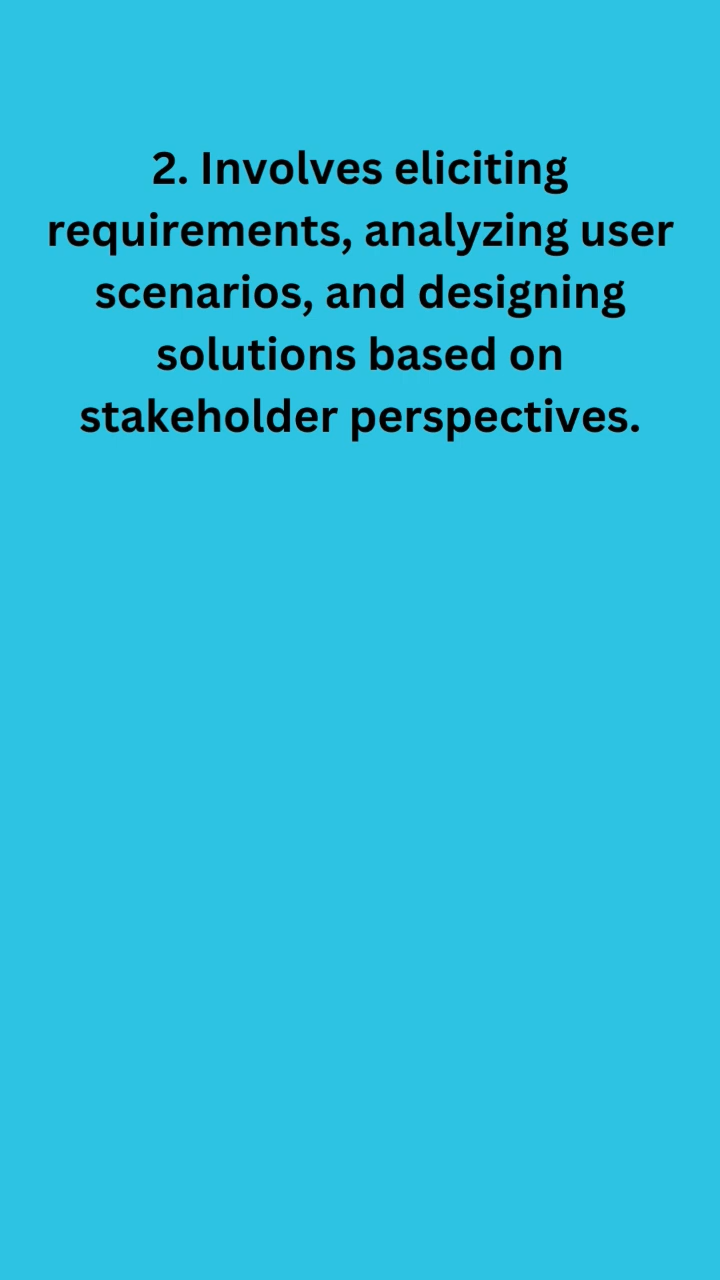 2. Involves eliciting
requirements, analyzing user
scenarios, and designing
solutions based on
stakeholder perspectives.